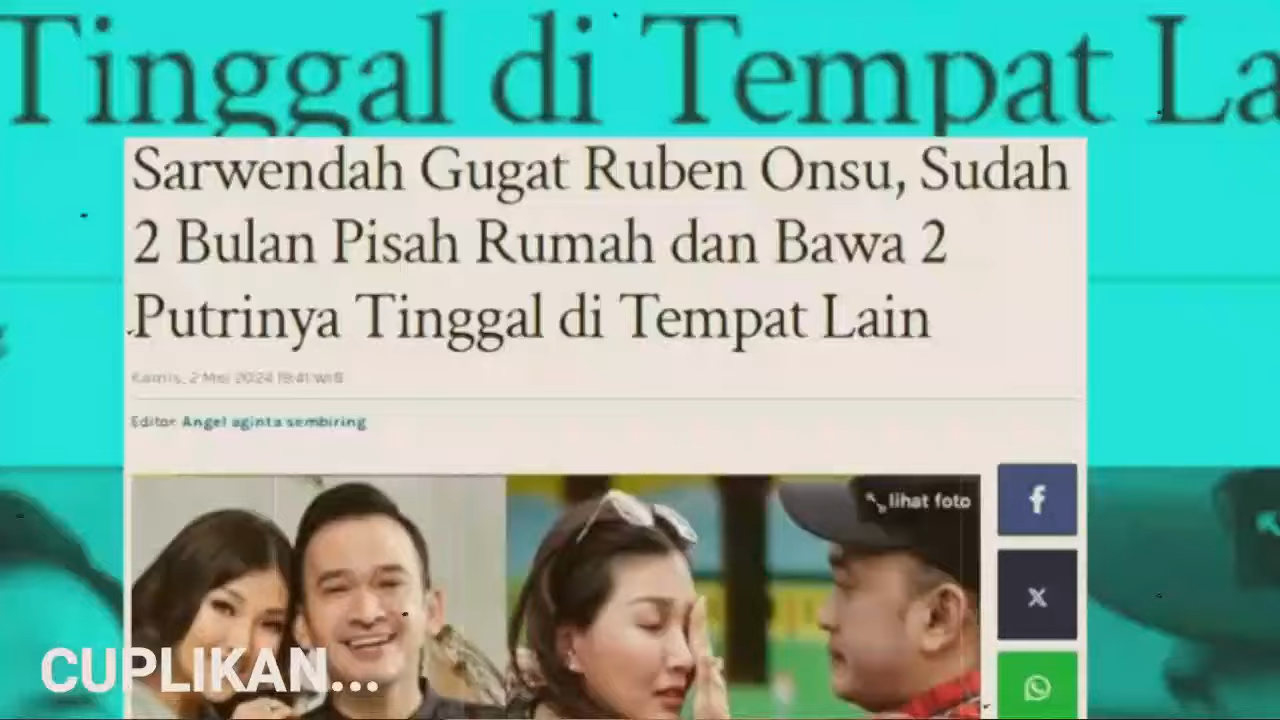 Tinggal di Tempat La
Sarwendah Gugat Ruben Onsu, Sudah
2 Bulan Pisah Rumah dan Bawa 2
Putrinya Tinggal di Tempat Lain
Kamis, 2 Mei 2024 19:41 WIB
Editor Angel aginta sembiring
lihat foto
CUPLIKAN...